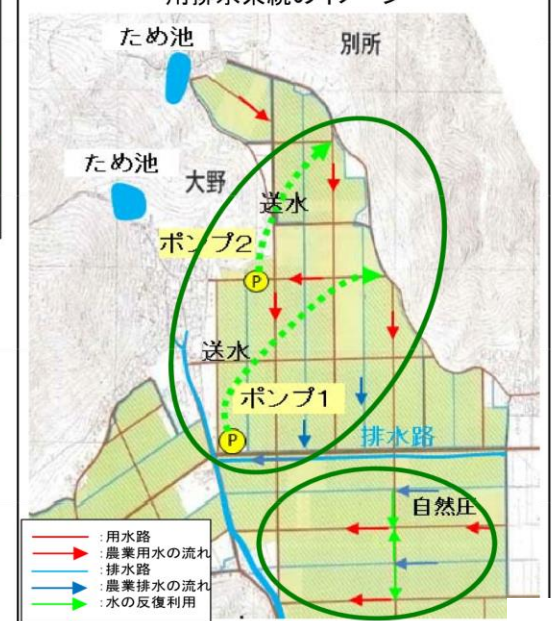 用排水系統のイメージ
ため池
別所
ため池
大野
送水
ポンプ2
P
送水
ポンプ1
P
排水路
自然圧
:用水路
:農業用水の流れ
:排水路
:農業排水の流れ
:水の反復利用